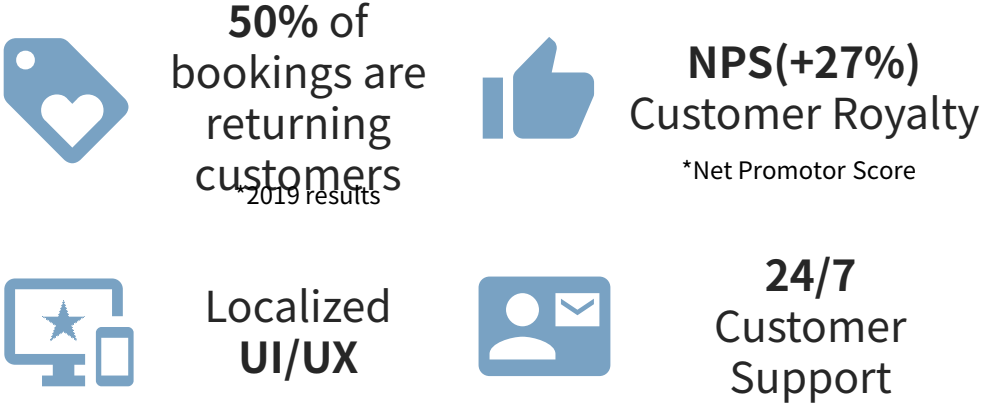 50% of
bookings are
returning
customers
*2019 results
NPS(+27%)
Customer Royalty
*Net Promotor Score
Localized
UI/UX
24/7
Customer
Support